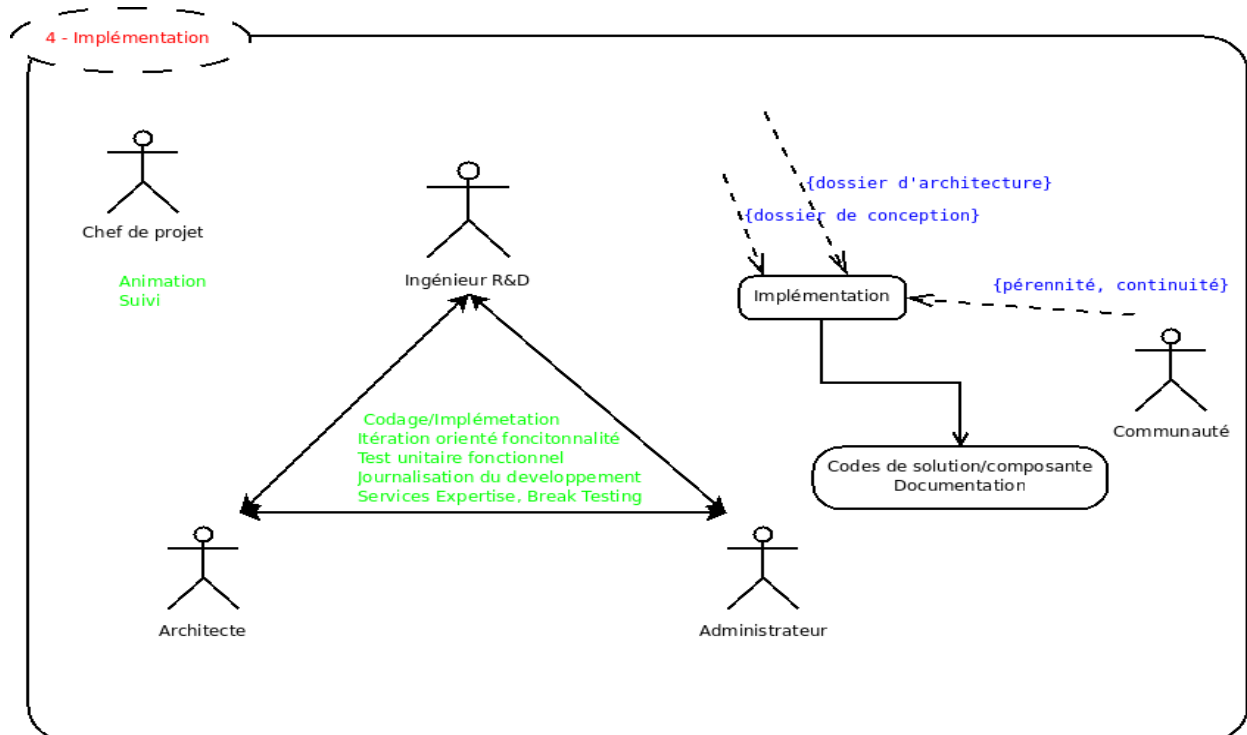 4 - Implémentation
Chef de projet
Animation
Suivi
Ingénieur R&D
{dossier d'architecture}
{dossier de conception}
Implémentation
{pérennité, continuité}
Communauté
Codage/Implémetation
Itération orienté foncitonnalité
Test unitaire fonctionnel
Journalisation du developpement
Services Expertise, Break Testing
Codes de solution/composante
Documentation
Architecte
Administrateur